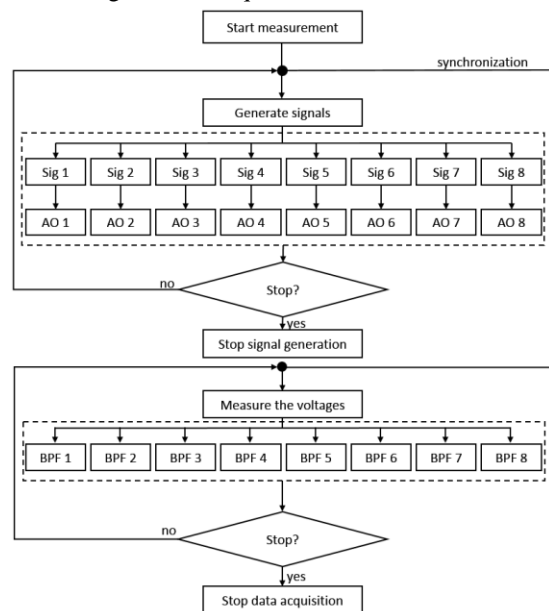 Start measurement
synchronization
Generate signals
Sig 1 Sig 2 Sig 3 Sig 4 Sig 5 Sig 6 Sig 7 Sig 8
AO 1 AO 2 AO 3 AO 4 AO 5 AO 6 AO 7 AO 8
no Stop?
yes
Stop signal generation
Measure the voltages
BPF 1 BPF 2 BPF 3 BPF 4 BPF 5 BPF 6 BPF 7 BPF 8
no Stop?
yes
Stop data acquisition